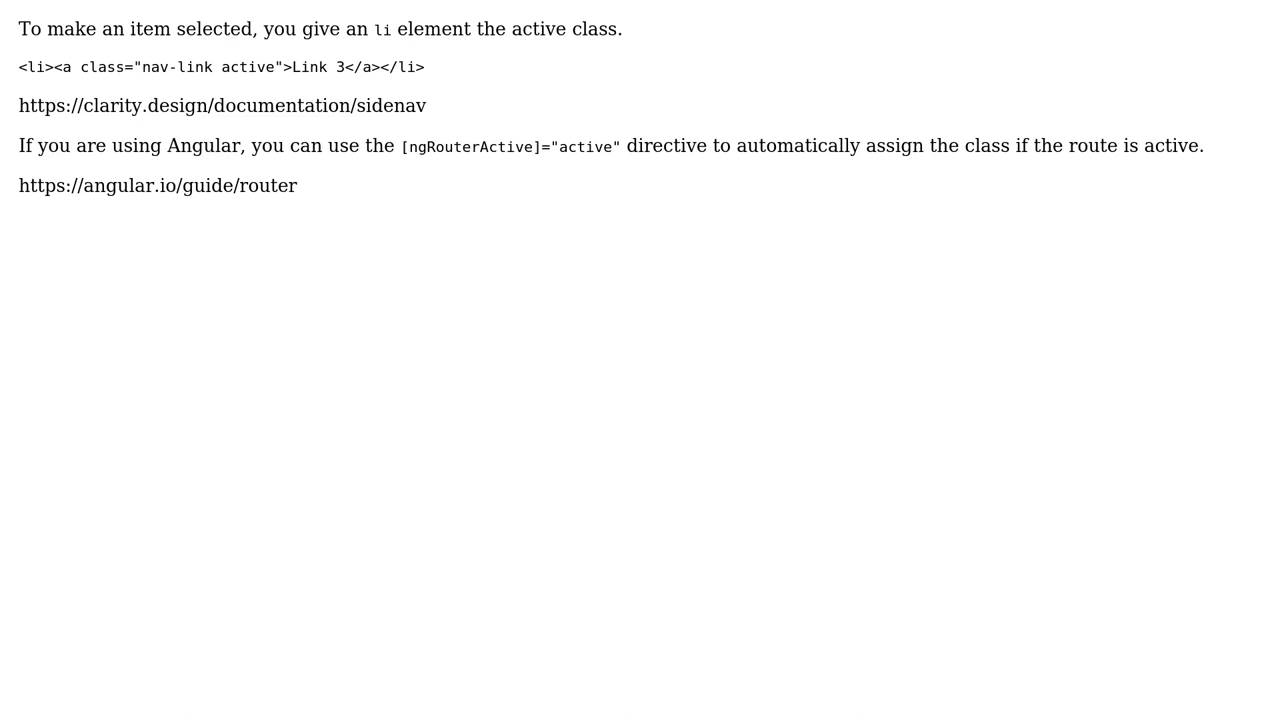 To make an item selected, you give an li element the active class.
<li><a class="nav-link active">Link 3</a></li>
https://clarity.design/documentation/sidenav
If you are using Angular, you can use the [ngRouterActive]="active" directive to automatically assign the class if the route is active.
https://angular.io/guide/router